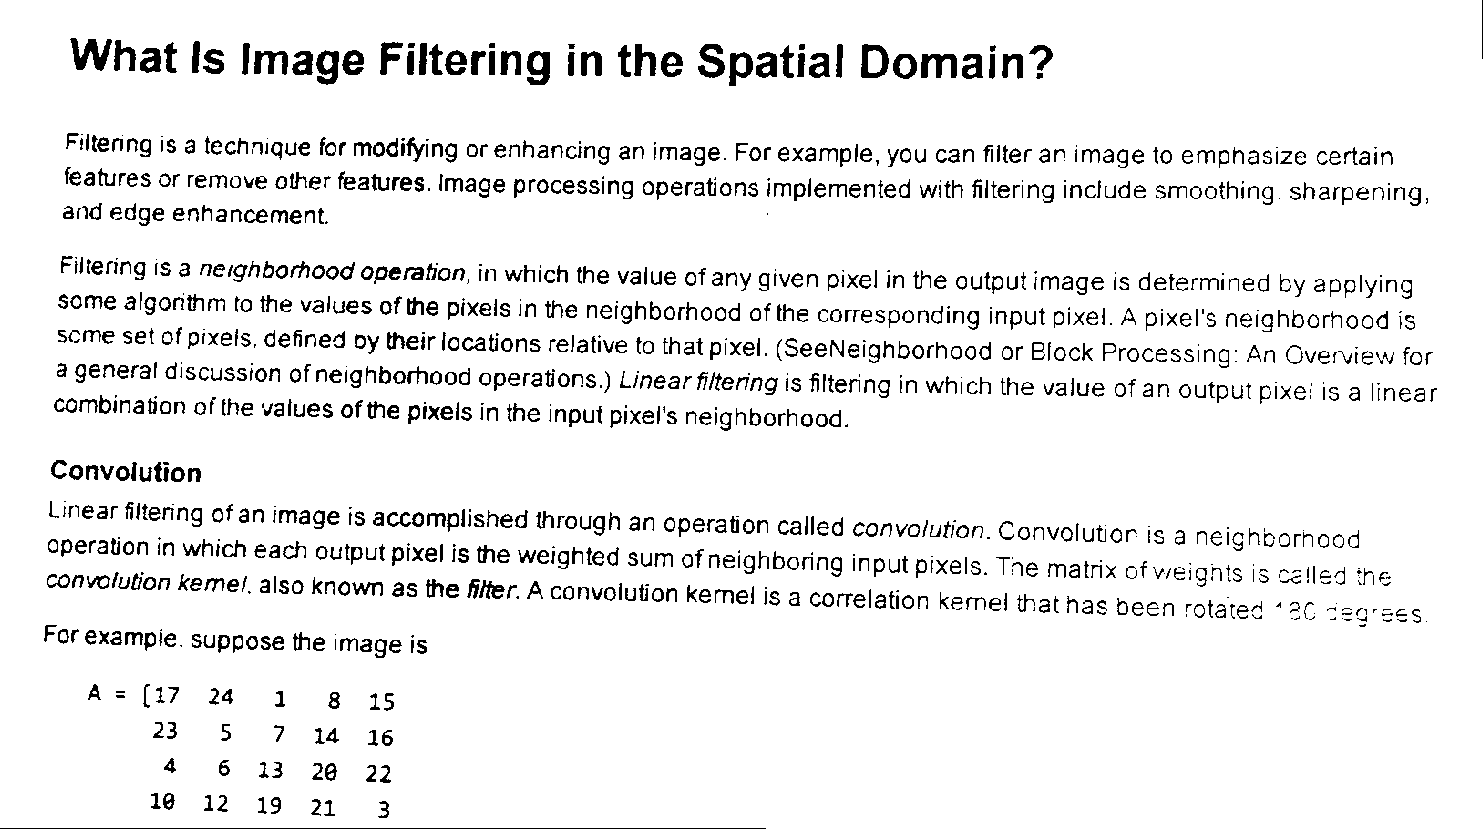 What Is Image Filtering in the Spatial Domain?
Filtering is a technique for modifying or enhancing an image. For example, you can filter an image to emphasize certain
features or remove other features. Image processing operations implemented with filtering include smoothing, sharpening,
and edge enhancement.
Filtering is a neighborhood operation, in which the value of any given pixel in the output image is determined by applying
some algorithm to the values of the pixels in the neighborhood of the corresponding input pixel. A pixel's neighborhood is
some set of pixels, defined by their locations relative to that pixel. (SeeNeighborhood or Block Processing: An Overview for
a general discussion of neighborhood operations.) Linear filtering is filtering in which the value of an output pixel is a linear
combination of the values of the pixels in the input pixel's neighborhood.
Convolution
Linear filtering of an image is accomplished through an operation called convolution. Convolution is a neighborhood
operation in which each output pixel is the weighted sum of neighboring input pixels. The matrix of weights is called the
convolution kernel, also known as the filter. A convolution kernel is a correlation kernel that has been rotated 180 degrees.
For example, suppose the image is
A = [17 24 1 8 15
23 5 7 14 16
4 6 13 20 22
10 12 19 21 3